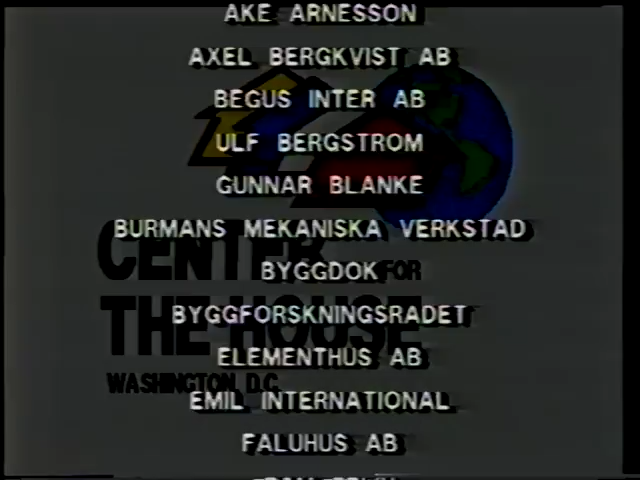 AKE ARNESSON
AXEL BERGKVIST AB
BEGUS INTER AB
ULF BERGSTROM
GUNNAR BLANKE
BURMANS MEKANISKA VERKSTAD
BYGGDOK
BYGGFORSKNINGSRADET
ELEMENTHUS AB
EMIL INTERNATIONAL
FALUHUS AB
CENTER
FOR
THE HOUSE
WASHINGTON, D.C.